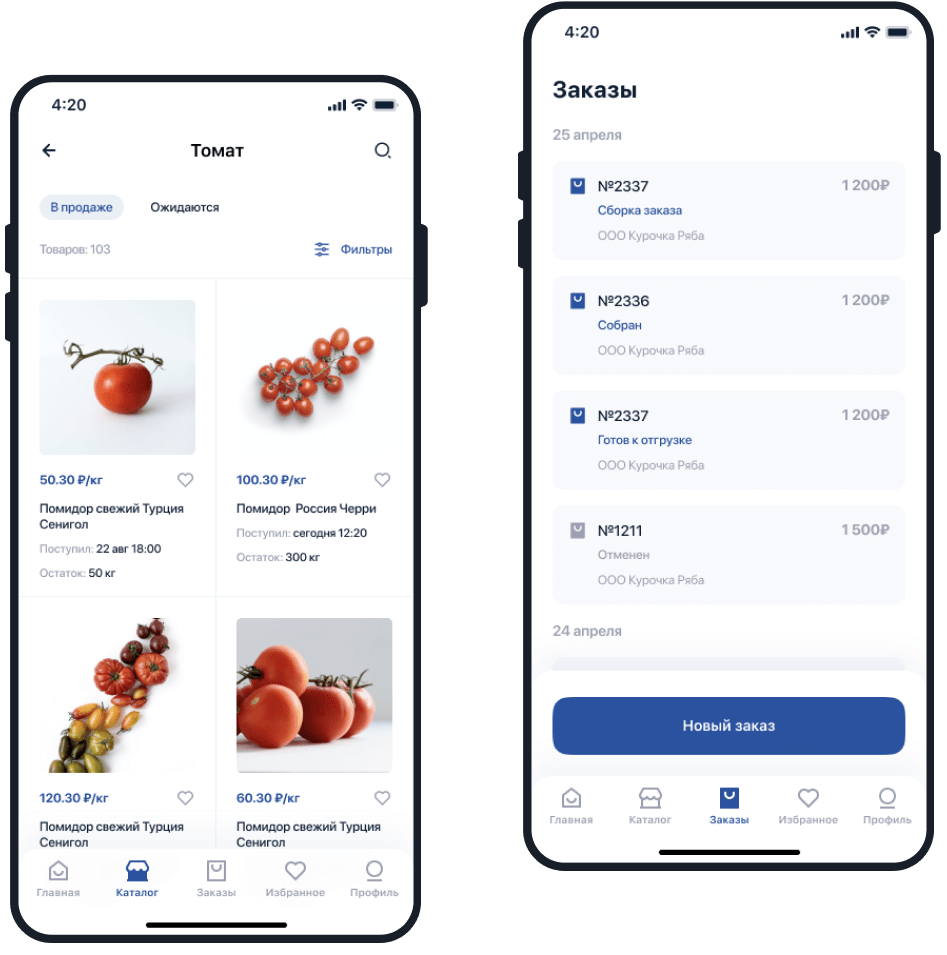 4:20
Томат
В продаже
Ожидаются
Товаров: 103
Фильтры
50.30 ₽/кг
Помидор свежий Турция
Сенигол
Поступил: 22 авг 18:00
Остаток: 50 кг
100.30 ₽/кг
Помидор Россия Черри
Поступил: сегодня 12:20
Остаток: 300 кг
120.30 ₽/кг
Помидор свежий Турция
Сенигол
60.30 ₽/кг
Помидор свежий Турция
Сенигол
Главная
Каталог
Заказы
Избранное
Профиль
4:20
Заказы
25 апреля
№2337
1 200₽
Сборка заказа
ООО Курочка Ряба
№2336
1 200₽
Собран
ООО Курочка Ряба
№2337
1 200₽
Готов к отгрузке
ООО Курочка Ряба
№1211
1 500₽
Отменен
ООО Курочка Ряба
24 апреля
Новый заказ
Главная
Каталог
Заказы
Избранное
Профиль